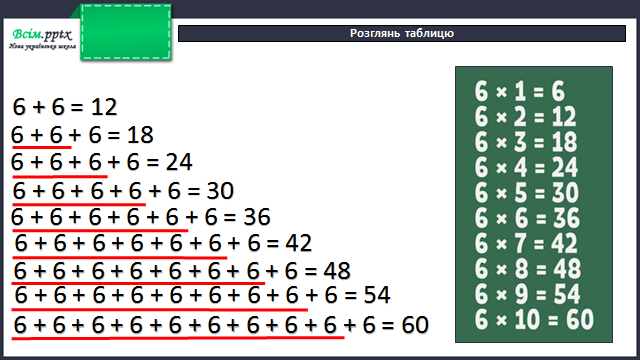 Всім.pptx
Нова українська школа
Розглянь таблицю
6 + 6 = 12
6 + 6 + 6 = 18
6 + 6 + 6 + 6 = 24
6 + 6 + 6 + 6 + 6 = 30
6 + 6 + 6 + 6 + 6 + 6 = 36
6 + 6 + 6 + 6 + 6 + 6 + 6 = 42
6 + 6 + 6 + 6 + 6 + 6 + 6 + 6 = 48
6 + 6 + 6 + 6 + 6 + 6 + 6 + 6 + 6 = 54
6 + 6 + 6 + 6 + 6 + 6 + 6 + 6 + 6 + 6 = 60
6 × 1 = 6
6 × 2 = 12
6 × 3 = 18
6 × 4 = 24
6 × 5 = 30
6 × 6 = 36
6 × 7 = 42
6 × 8 = 48
6 × 9 = 54
6 × 10 = 60